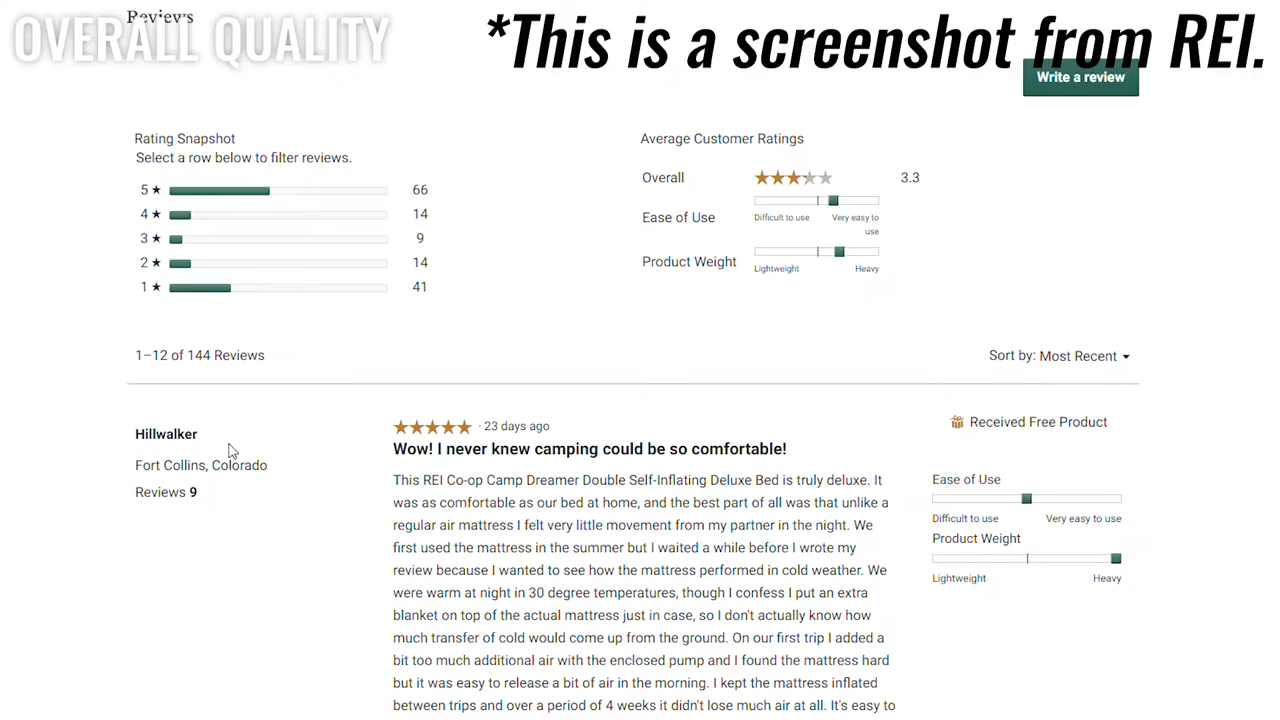 Reviews
OVERALL QUALITY
*This is a screenshot from REI.
Write a review
Rating Snapshot
Select a row below to filter reviews.
5 ★ 66
4 ★ 14
3 ★ 9
2 ★ 14
1 ★ 41
Average Customer Ratings
Overall 3.3
Ease of Use
Difficult to use Very easy to use
Product Weight
Lightweight Heavy
1–12 of 144 Reviews
Sort by: Most Recent
Hillwalker
Fort Collins, Colorado
Reviews 9
★★★★★ · 23 days ago
Wow! I never knew camping could be so comfortable!
This REI Co-op Camp Dreamer Double Self-Inflating Deluxe Bed is truly deluxe. It
was as comfortable as our bed at home, and the best part of all was that unlike a
regular air mattress I felt very little movement from my partner in the night. We
first used the mattress in the summer but I waited a while before I wrote my
review because I wanted to see how the mattress performed in cold weather. We
were warm at night in 30 degree temperatures, though I confess I put an extra
blanket on top of the actual mattress just in case, so I don't actually know how
much transfer of cold would come up from the ground. On our first trip I added a
bit too much additional air with the enclosed pump and I found the mattress hard
but it was easy to release a bit of air in the morning. I kept the mattress inflated
between trips and over a period of 4 weeks it didn't lose much air at all. It's easy to
Received Free Product
Ease of Use
Difficult to use Very easy to use
Product Weight
Lightweight Heavy